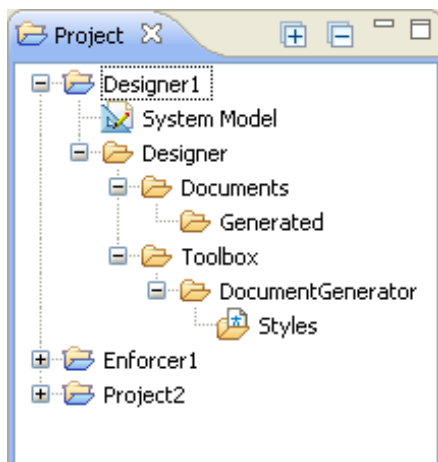 Project
Designer1
System Model
Designer
Documents
Generated
Toolbox
DocumentGenerator
Styles
Enforcer1
Project2